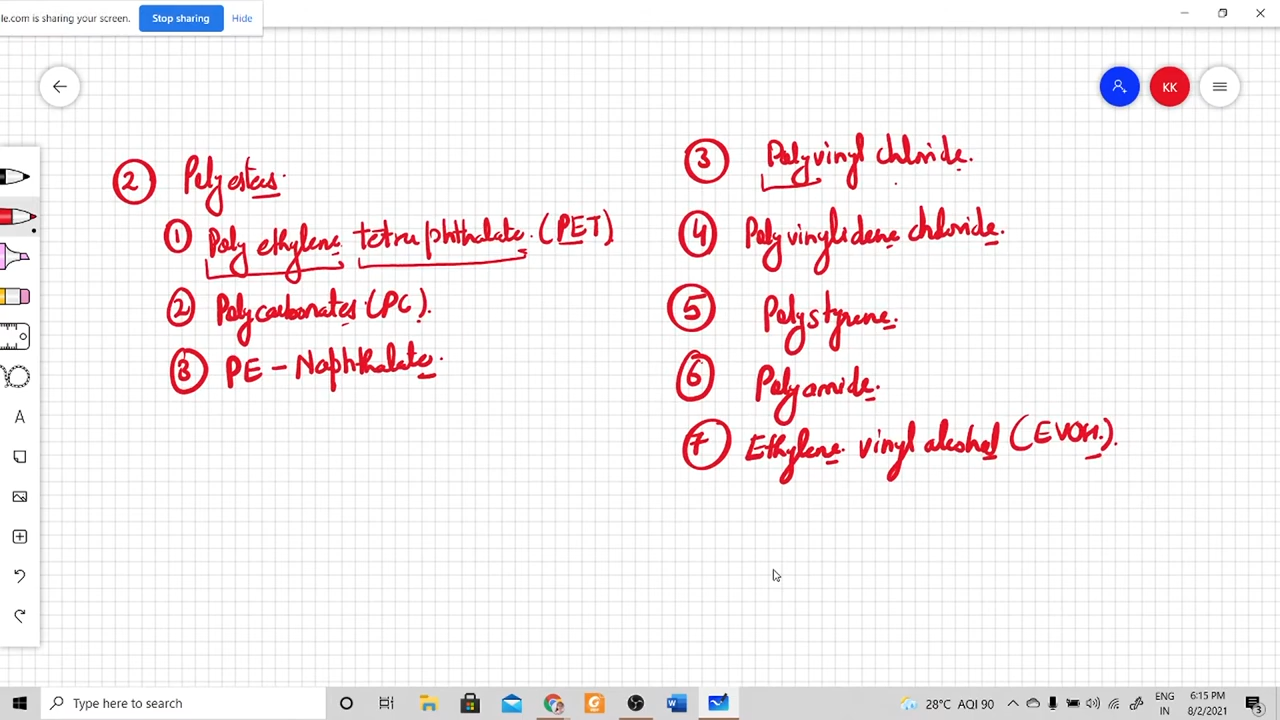 le.com is sharing your screen. Stop sharing Hide
KK
② Polyesters.
① Poly ethylene tetra phthalate. (PET)
② Polycarbonates (PC).
③ PE - Naphthalate.
③ Polyvinyl chloride.
④ Polyvinylidene chloride.
⑤ Polystyrene.
⑥ Polyamide.
⑦ Ethylene vinyl alcohol (EVOH).
A
Type here to search
28°C AQI 90
ENG
IN
6:15 PM
8/2/2021
3